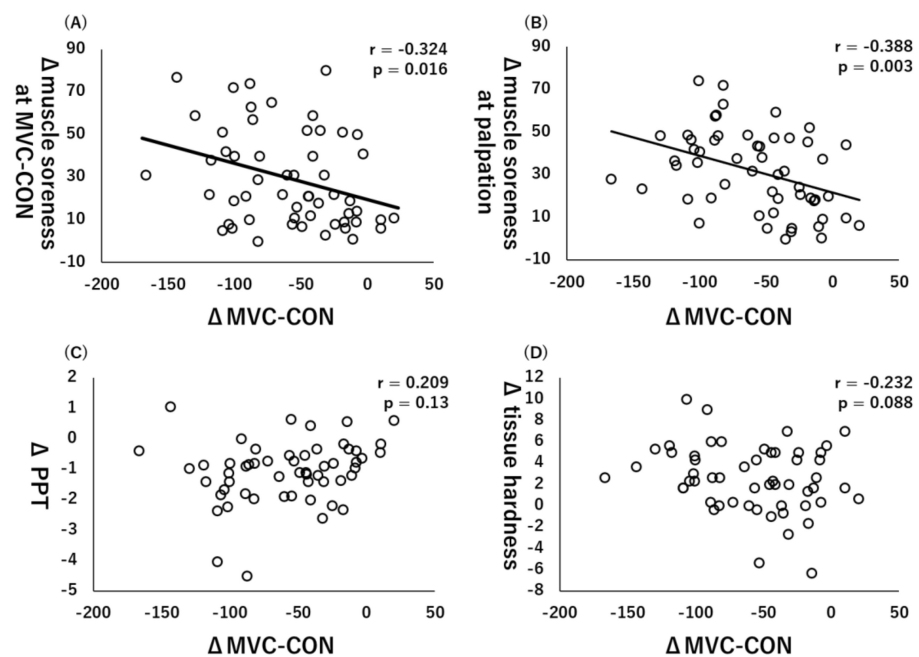 (A)
r = -0.324
p = 0.016
Δ muscle soreness
at MVC-CON
90
70
50
30
10
-10
-200 -150 -100 -50 0 50
Δ MVC-CON
(B)
r = -0.388
p = 0.003
Δ muscle soreness
at palpation
90
70
50
30
10
-10
-200 -150 -100 -50 0 50
Δ MVC-CON
(C)
r = 0.209
p = 0.13
Δ PPT
2
1
0
-1
-2
-3
-4
-5
-200 -150 -100 -50 0 50
Δ MVC-CON
(D)
r = -0.232
p = 0.088
Δ tissue hardness
12
10
8
6
4
2
0
-2
-4
-6
-8
-200 -150 -100 -50 0 50
Δ MVC-CON